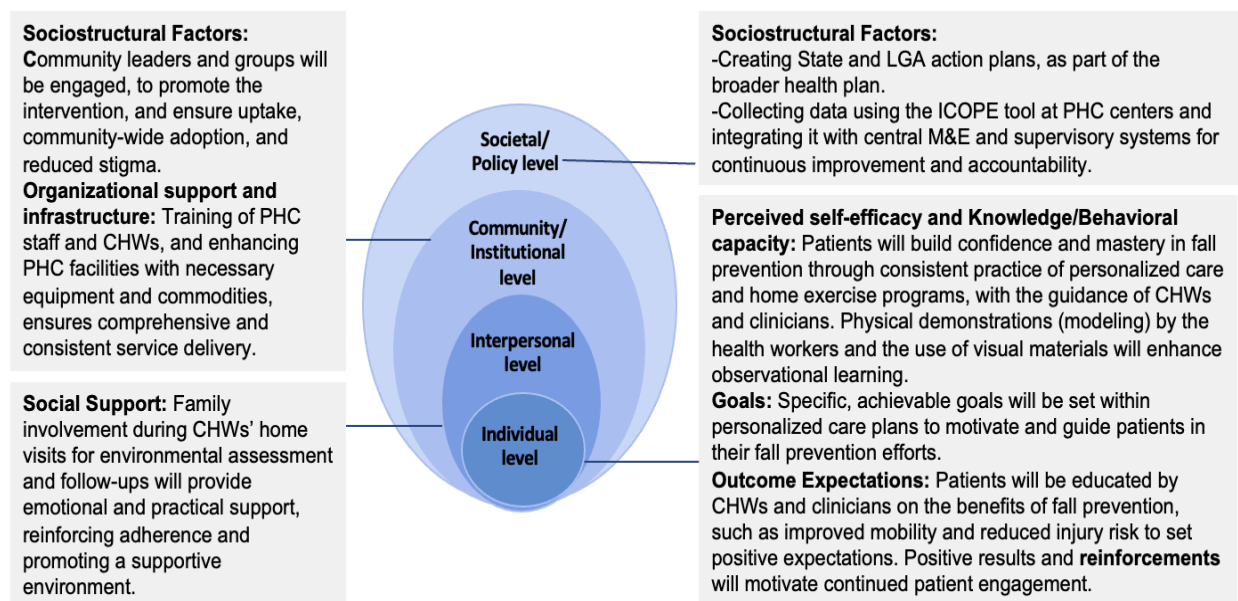 Sociostructural Factors:
Community leaders and groups will
be engaged, to promote the
intervention, and ensure uptake,
community-wide adoption, and
reduced stigma.
Organizational support and
infrastructure: Training of PHC
staff and CHWs, and enhancing
PHC facilities with necessary
equipment and commodities,
ensures comprehensive and
consistent service delivery.
Social Support: Family
involvement during CHWs’ home
visits for environmental assessment
and follow-ups will provide
emotional and practical support,
reinforcing adherence and
promoting a supportive
environment.
Societal/
Policy level
Community/
Institutional
level
Interpersonal
level
Individual
level
Sociostructural Factors:
-Creating State and LGA action plans, as part of the
broader health plan.
-Collecting data using the ICOPE tool at PHC centers and
integrating it with central M&E and supervisory systems for
continuous improvement and accountability.
Perceived self-efficacy and Knowledge/Behavioral
capacity: Patients will build confidence and mastery in fall
prevention through consistent practice of personalized care
and home exercise programs, with the guidance of CHWs
and clinicians. Physical demonstrations (modeling) by the
health workers and the use of visual materials will enhance
observational learning.
Goals: Specific, achievable goals will be set within
personalized care plans to motivate and guide patients in
their fall prevention efforts.
Outcome Expectations: Patients will be educated by
CHWs and clinicians on the benefits of fall prevention,
such as improved mobility and reduced injury risk to set
positive expectations. Positive results and reinforcements
will motivate continued patient engagement.